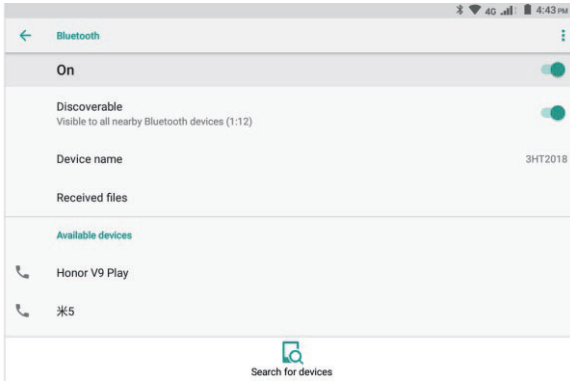 4G 4:43 PM
Bluetooth
On
Discoverable
Visible to all nearby Bluetooth devices (1:12)
Device name 3HT2018
Received files
Available devices
Honor V9 Play
米5
Search for devices